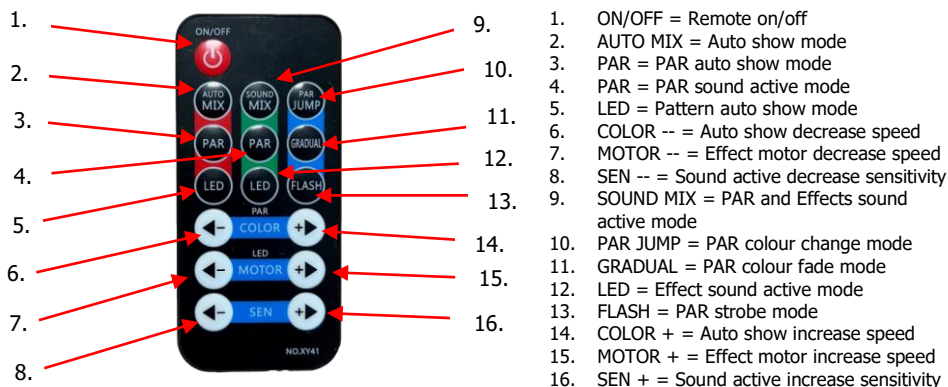 1.
2.
3.
4.
5.
6.
7.
8.
ON/OFF
AUTO MIX
SOUND MIX
PAR JUMP
PAR
PAR
GRADUAL
LED
LED
FLASH
PAR
− COLOR +
LED
− MOTOR +
− SEN +
NO.XY41
9.
10.
11.
12.
13.
14.
15.
16.
1. ON/OFF = Remote on/off
2. AUTO MIX = Auto show mode
3. PAR = PAR auto show mode
4. PAR = PAR sound active mode
5. LED = Pattern auto show mode
6. COLOR -- = Auto show decrease speed
7. MOTOR -- = Effect motor decrease speed
8. SEN -- = Sound active decrease sensitivity
9. SOUND MIX = PAR and Effects sound
active mode
10. PAR JUMP = PAR colour change mode
11. GRADUAL = PAR colour fade mode
12. LED = Effect sound active mode
13. FLASH = PAR strobe mode
14. COLOR + = Auto show increase speed
15. MOTOR + = Effect motor increase speed
16. SEN + = Sound active increase sensitivity